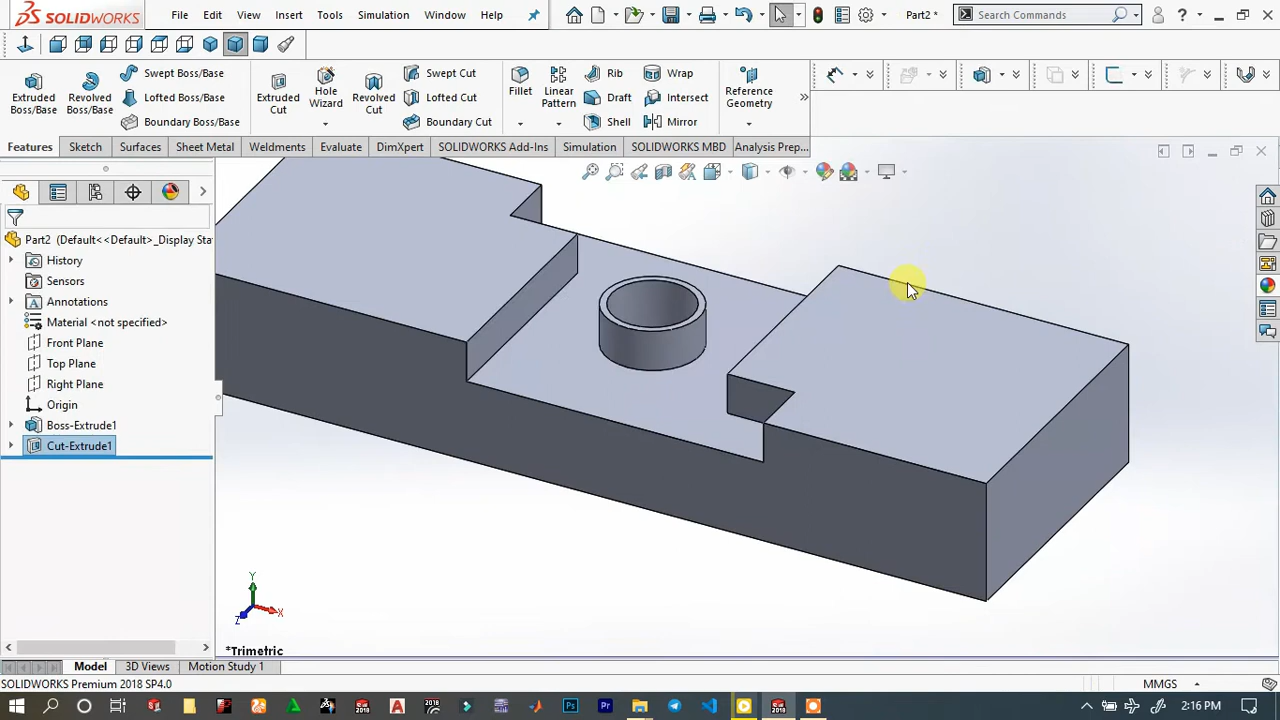 SOLIDWORKS File Edit View Insert Tools Simulation Window Help Part2 * Search Commands ?
Extruded Boss/Base Revolved Boss/Base Swept Boss/Base Lofted Boss/Base Boundary Boss/Base Extruded Cut Hole Wizard Revolved Cut Swept Cut Lofted Cut Boundary Cut Fillet Linear Pattern Rib Draft Shell Wrap Intersect Mirror Reference Geometry
Features Sketch Surfaces Sheet Metal Weldments Evaluate DimXpert SOLIDWORKS Add-Ins Simulation SOLIDWORKS MBD Analysis Prep...
Part2 (Default<<Default>_Display Sta
History
Sensors
Annotations
Material <not specified>
Front Plane
Top Plane
Right Plane
Origin
Boss-Extrude1
Cut-Extrude1
Y
X
Z
*Trimetric
Model 3D Views Motion Study 1
SOLIDWORKS Premium 2018 SP4.0 MMGS
2:16 PM